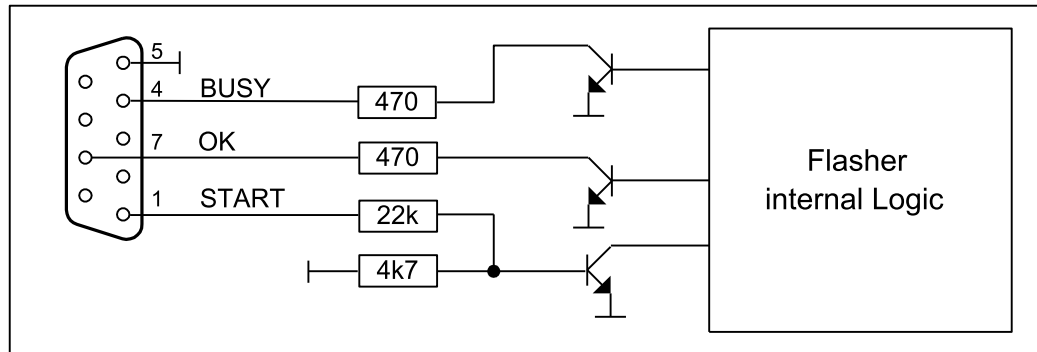 5
4 BUSY 470
7 OK 470
1 START 22k
4k7
Flasher
internal Logic